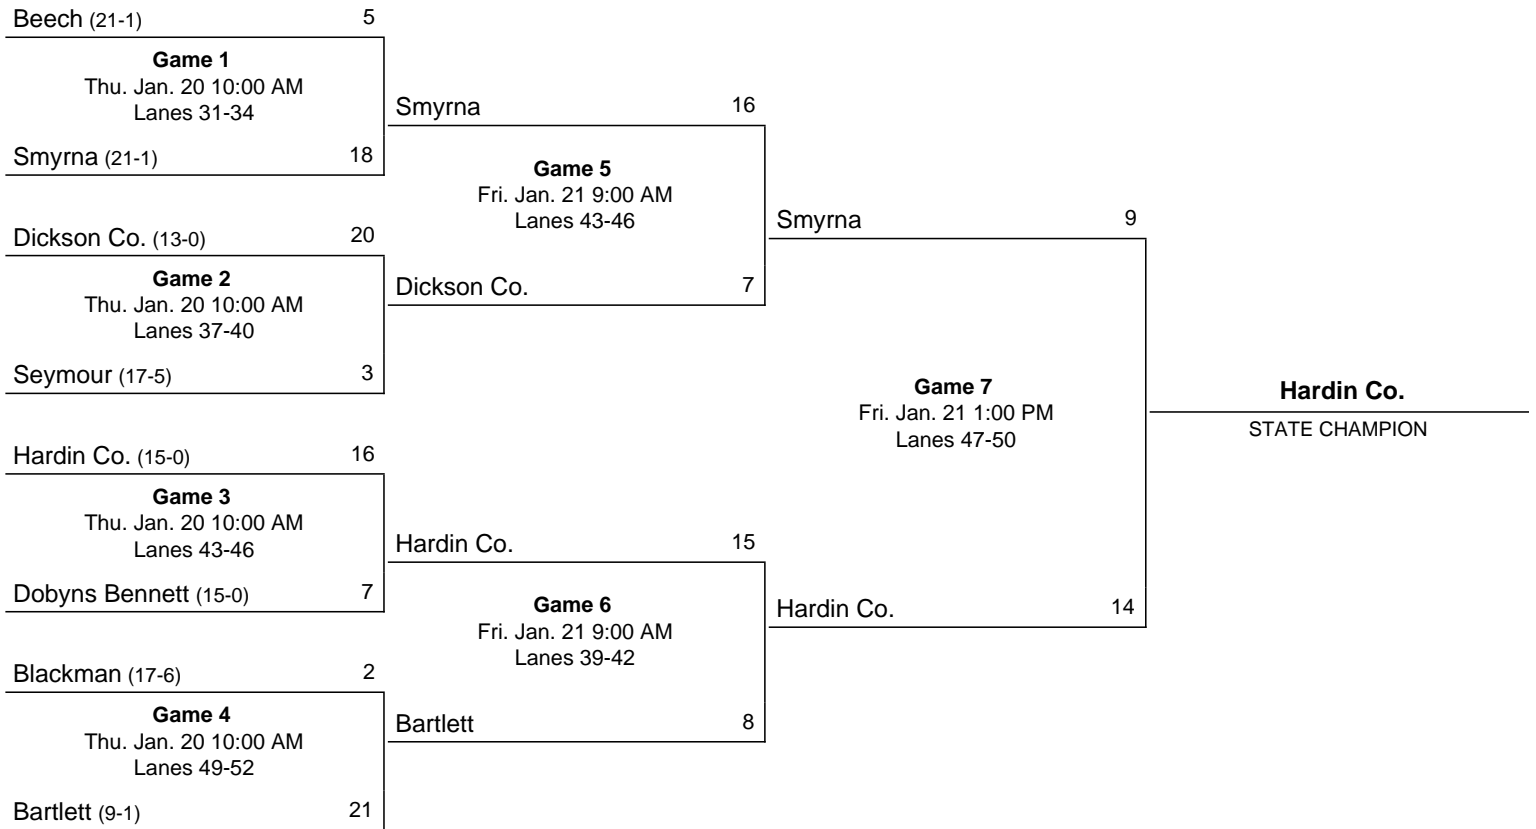 Beech (21-1) 5
Game 1
Thu. Jan. 20 10:00 AM
Lanes 31-34
Smyrna (21-1) 18
Dickson Co. (13-0) 20
Game 2
Thu. Jan. 20 10:00 AM
Lanes 37-40
Seymour (17-5) 3
Hardin Co. (15-0) 16
Game 3
Thu. Jan. 20 10:00 AM
Lanes 43-46
Dobyns Bennett (15-0) 7
Blackman (17-6) 2
Game 4
Thu. Jan. 20 10:00 AM
Lanes 49-52
Bartlett (9-1) 21
Smyrna 16
Game 5
Fri. Jan. 21 9:00 AM
Lanes 43-46
Dickson Co. 7
Hardin Co. 15
Game 6
Fri. Jan. 21 9:00 AM
Lanes 39-42
Bartlett 8
Smyrna 9
Game 7
Fri. Jan. 21 1:00 PM
Lanes 47-50
Hardin Co. 14
Hardin Co.
STATE CHAMPION